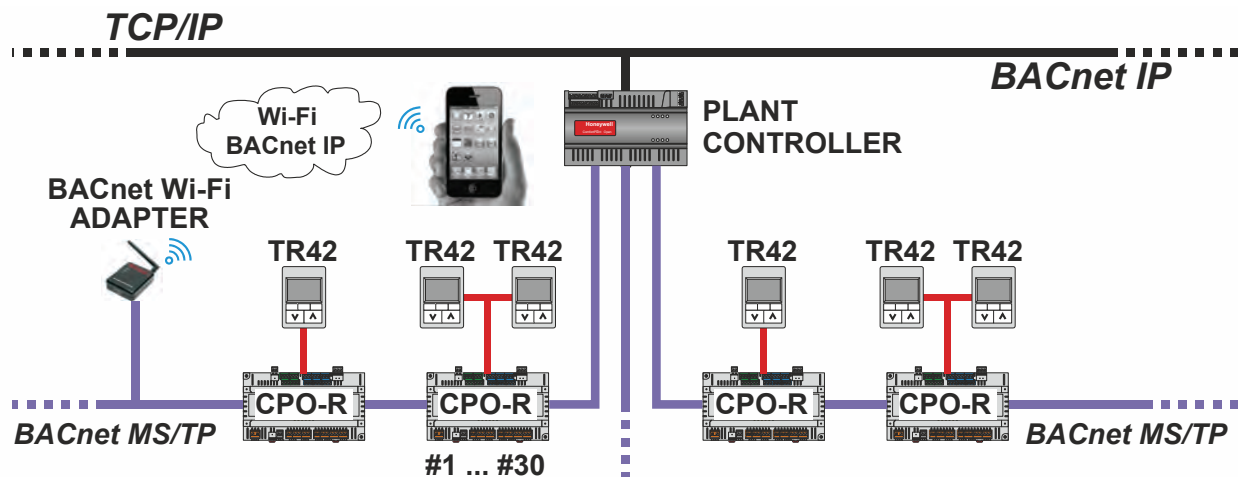 TCP/IP
BACnet IP
Wi-Fi
BACnet IP
Honeywell
PLANT
CONTROLLER
BACnet Wi-Fi
ADAPTER
TR42
TR42
TR42
TR42
TR42
TR42
CPO-R
CPO-R
CPO-R
CPO-R
BACnet MS/TP
BACnet MS/TP
#1 ... #30